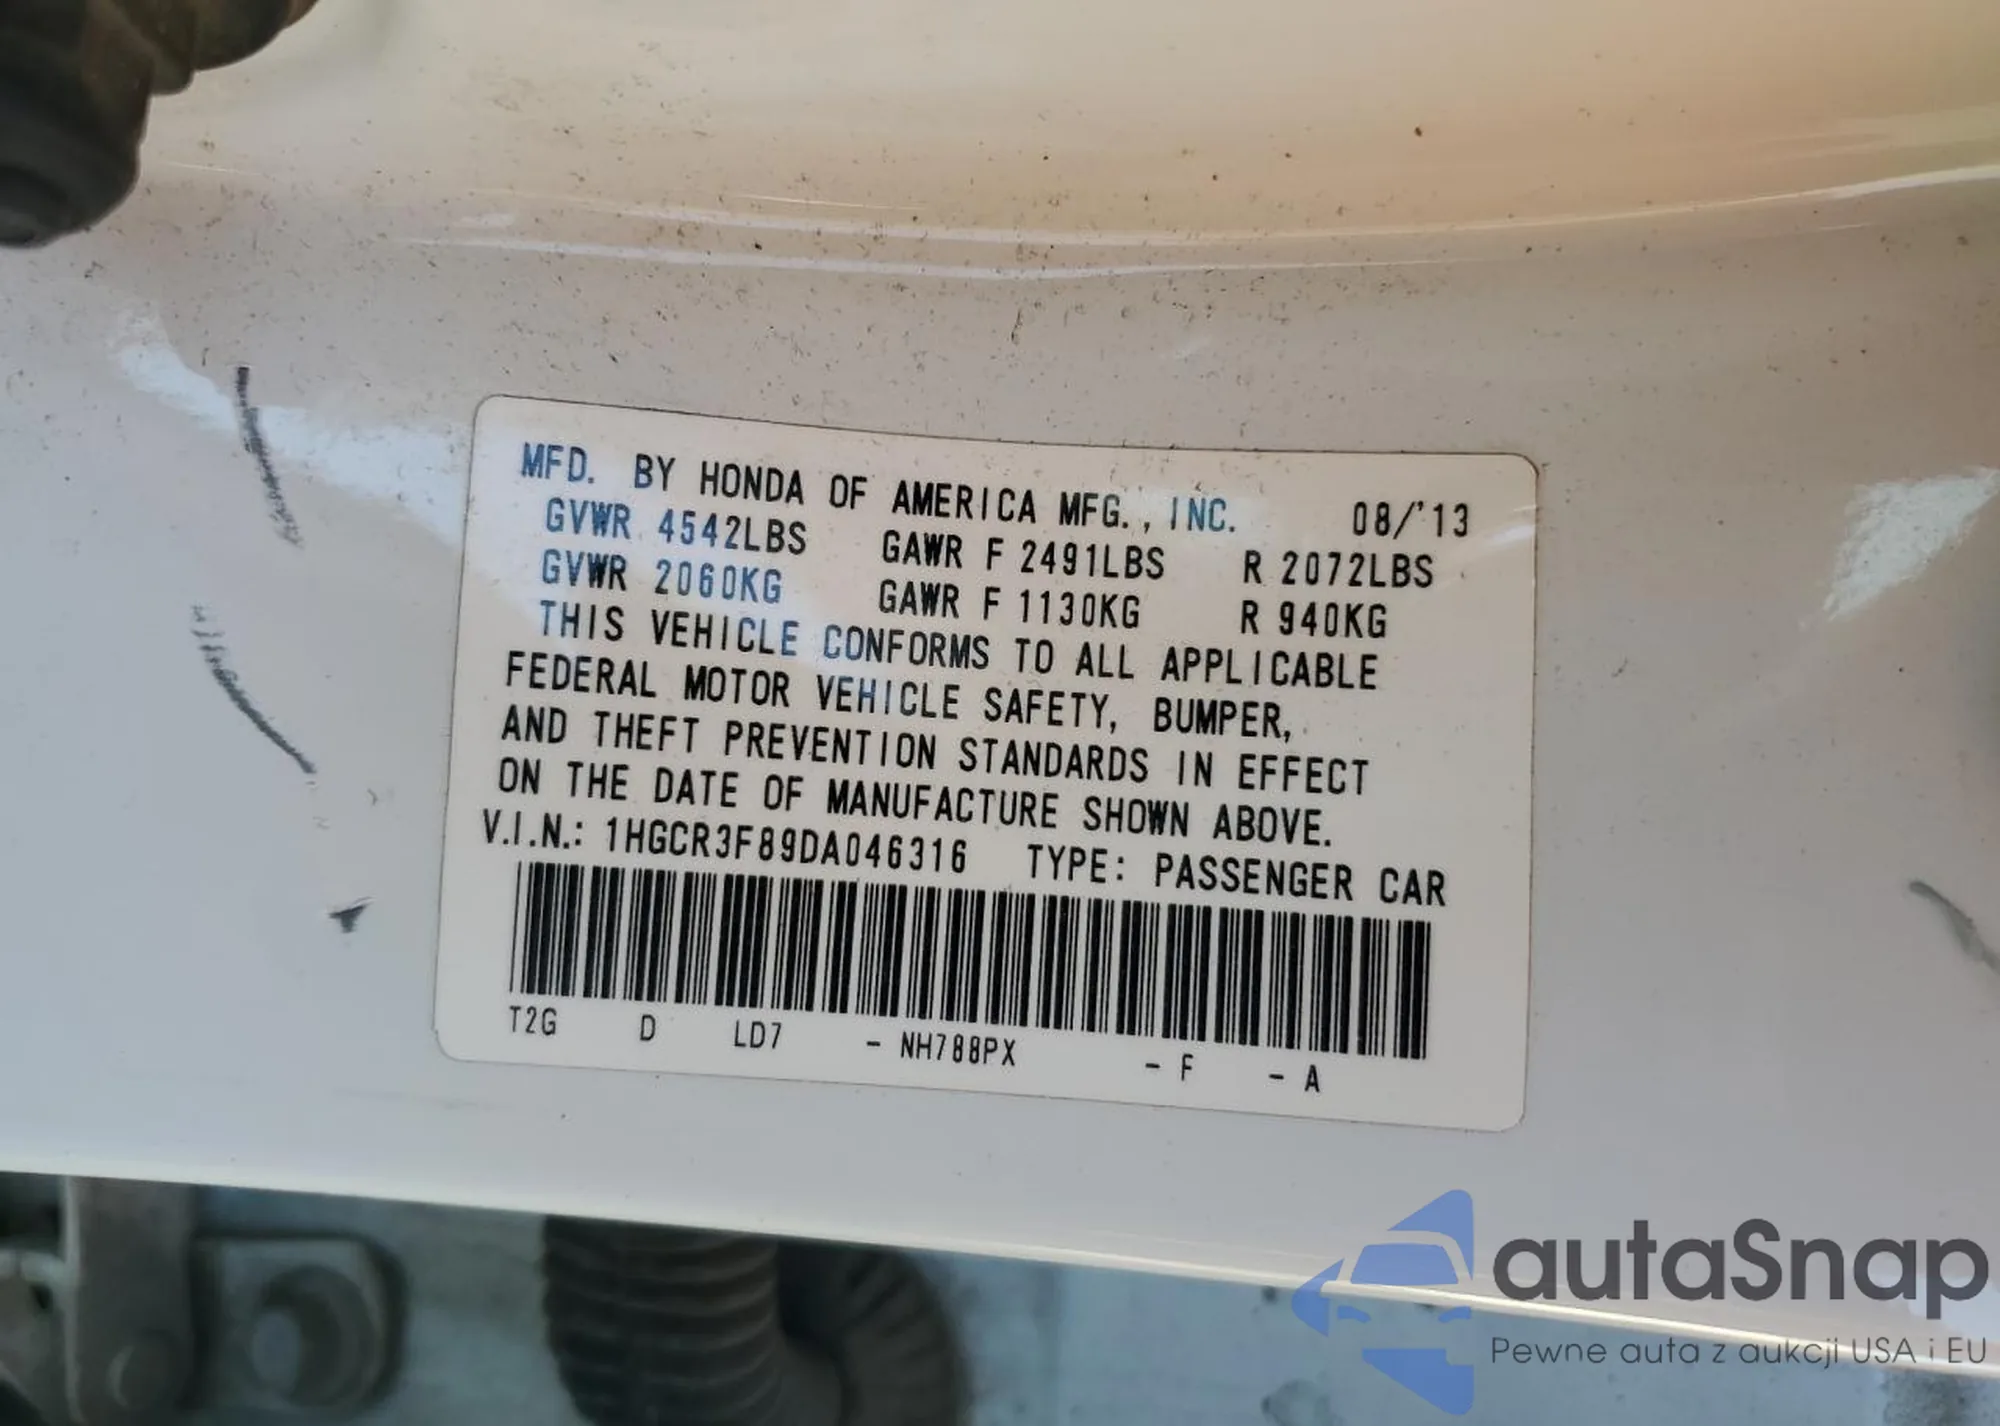 MFD. BY HONDA OF AMERICA MFG., INC. 08/'13
GVWR 4542LBS GAWR F 2491LBS R 2072LBS
GVWR 2060KG GAWR F 1130KG R 940KG
THIS VEHICLE CONFORMS TO ALL APPLICABLE
FEDERAL MOTOR VEHICLE SAFETY, BUMPER,
AND THEFT PREVENTION STANDARDS IN EFFECT
ON THE DATE OF MANUFACTURE SHOWN ABOVE.
V.I.N.: 1HGCR3F89DA046316 TYPE: PASSENGER CAR
T2G D LD7 - NH788PX - F - A
autaSnap
Pewne auta z aukcji USA i EU